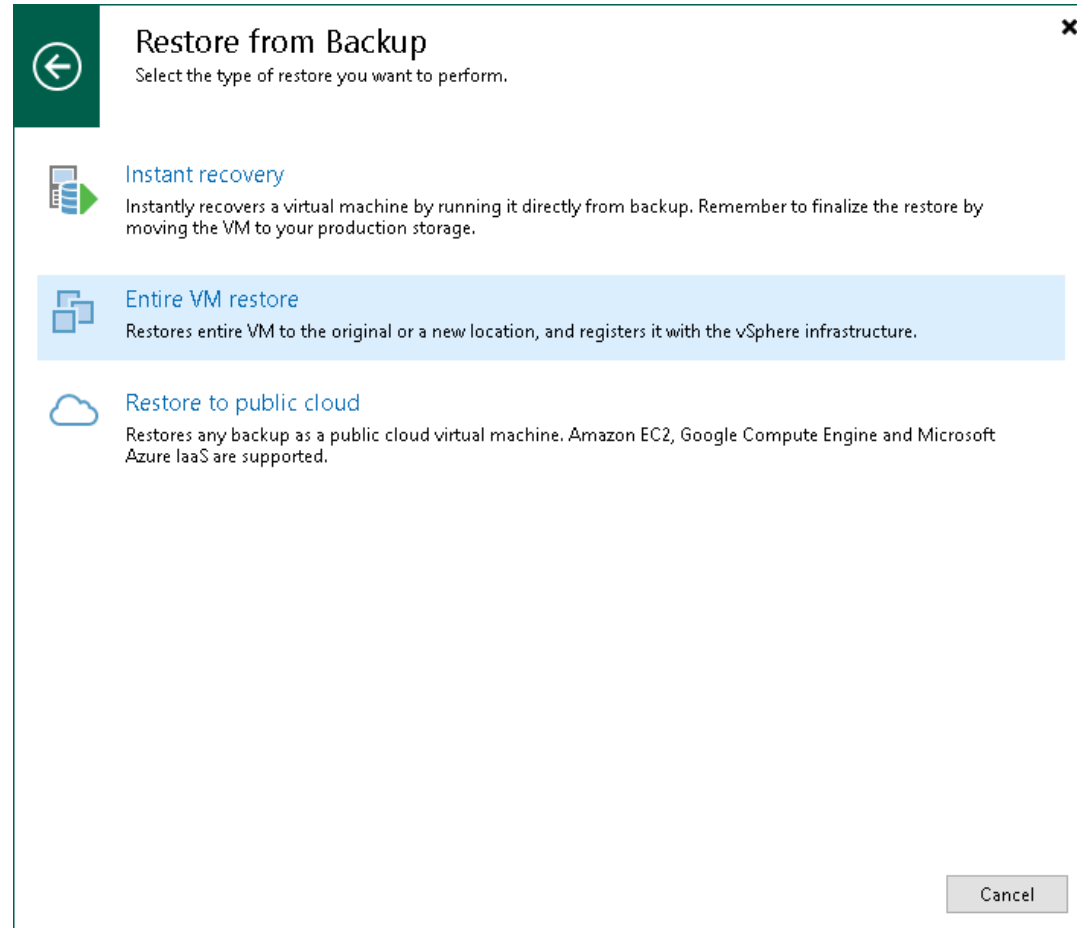 Restore from Backup
Select the type of restore you want to perform.
Instant recovery
Instantly recovers a virtual machine by running it directly from backup. Remember to finalize the restore by
moving the VM to your production storage.
Entire VM restore
Restores entire VM to the original or a new location, and registers it with the vSphere infrastructure.
Restore to public cloud
Restores any backup as a public cloud virtual machine. Amazon EC2, Google Compute Engine and Microsoft
Azure IaaS are supported.
Cancel